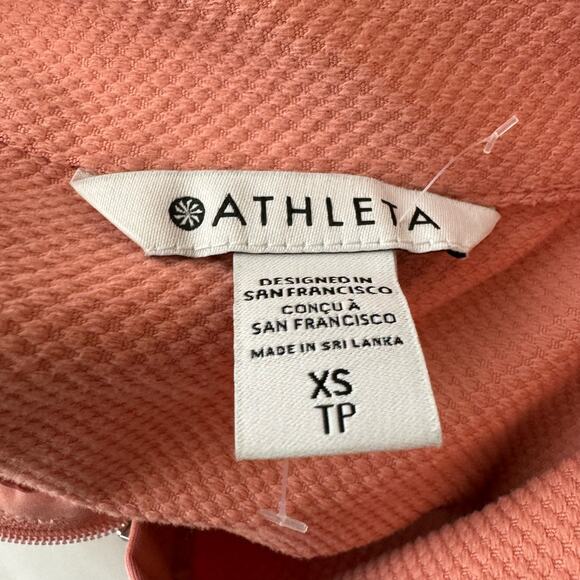 ATHLETA
DESIGNED IN
SAN FRANCISCO
CONÇU À
SAN FRANCISCO
MADE IN SRI LANKA
XS
TP